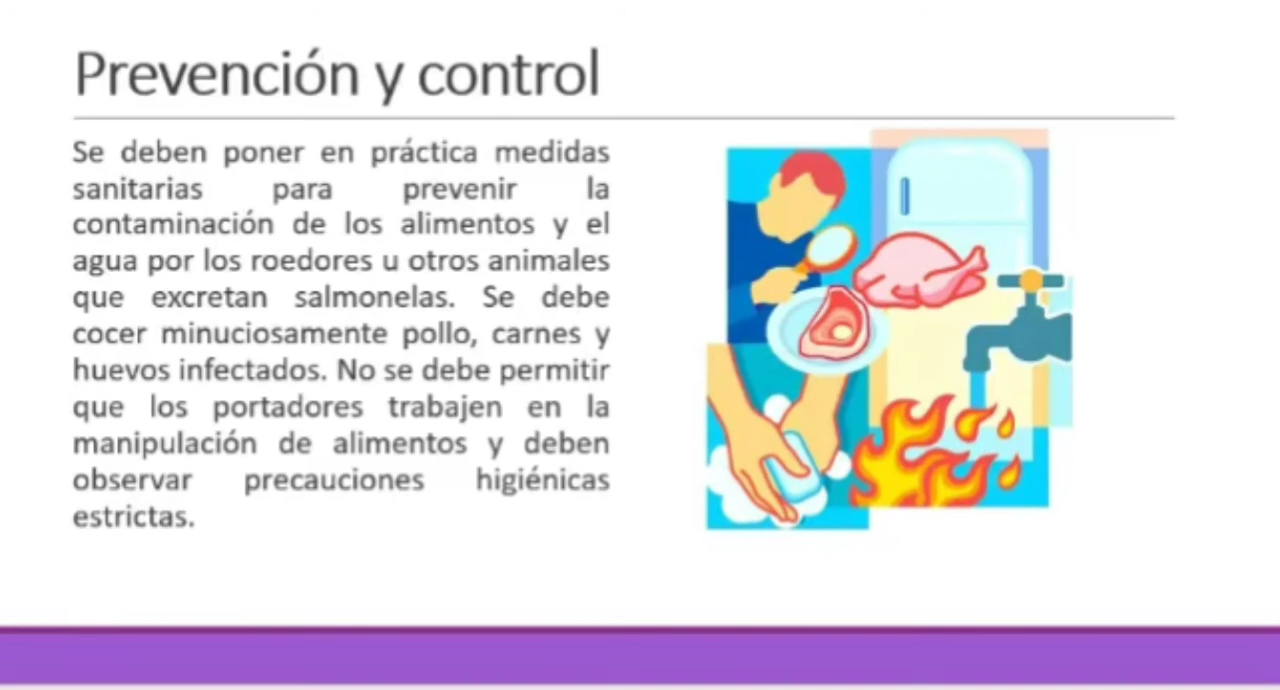 Prevención y control
Se deben poner en práctica medidas
sanitarias para prevenir la
contaminación de los alimentos y el
agua por los roedores u otros animales
que excretan salmonelas. Se debe
cocer minuciosamente pollo, carnes y
huevos infectados. No se debe permitir
que los portadores trabajen en la
manipulación de alimentos y deben
observar precauciones higiénicas
estrictas.